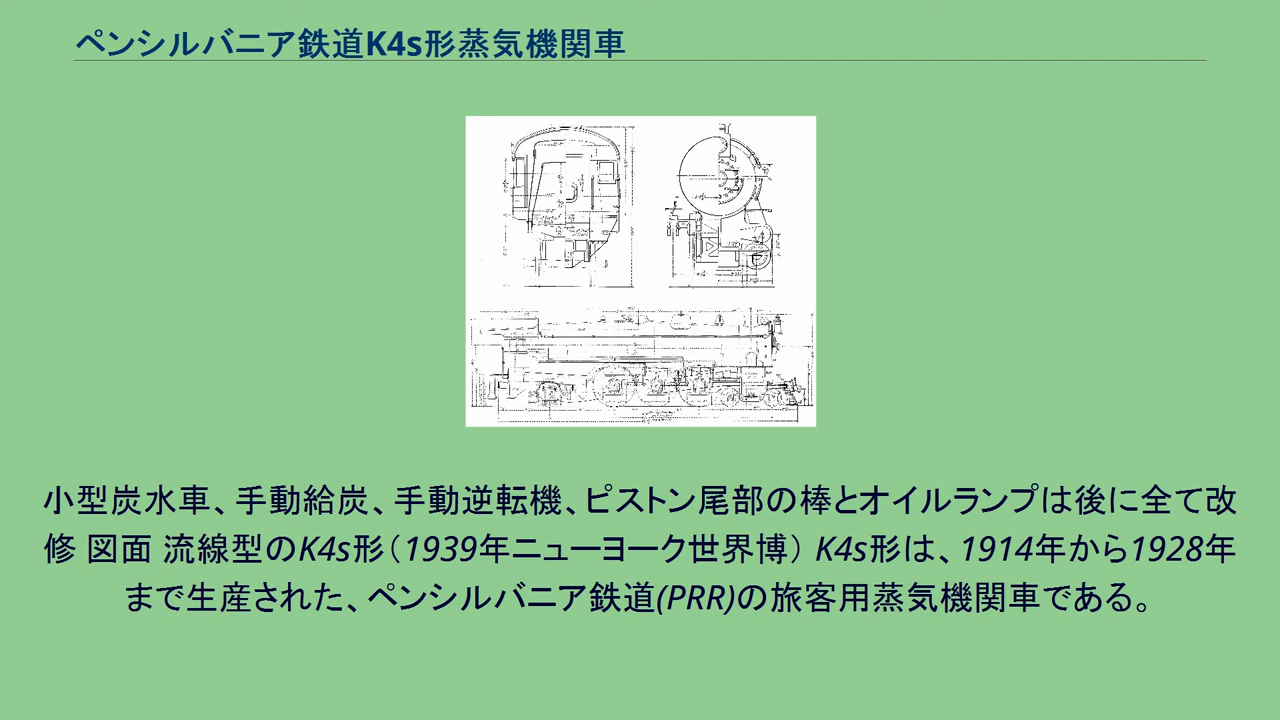 ペンシルバニア鉄道K4s形蒸気機関車
小型炭水車、手動給炭、手動逆転機、ピストン尾部の棒とオイルランプは後に全て改
修 図面 流線型のK4s形（1939年ニューヨーク世界博） K4s形は、1914年から1928年
まで生産された、ペンシルバニア鉄道(PRR)の旅客用蒸気機関車である。